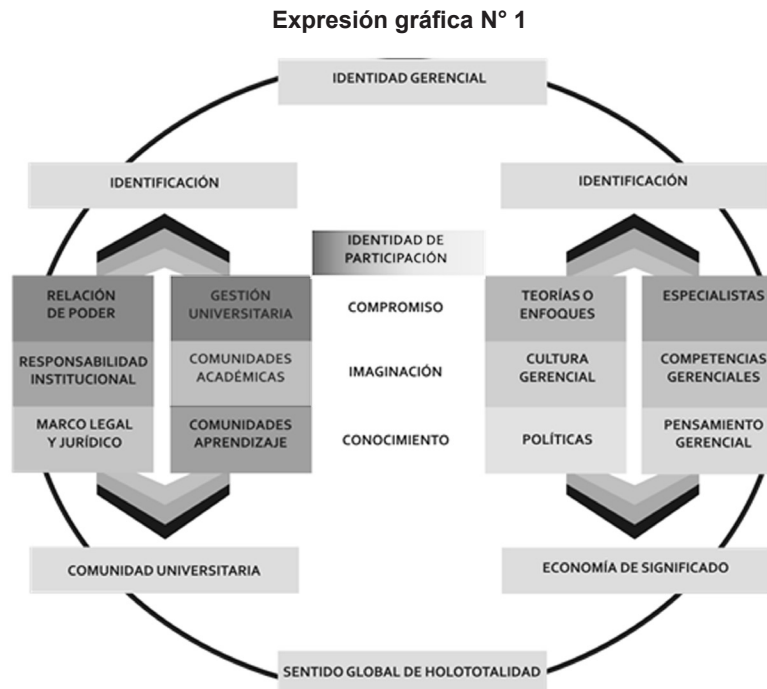 Expresión gráfica N° 1
IDENTIDAD GERENCIAL
IDENTIFICACIÓN
IDENTIFICACIÓN
IDENTIDAD DE
PARTICIPACIÓN
RELACIÓN
DE PODER
GESTIÓN
UNIVERSITARIA
COMPROMISO
TEORÍAS O
ENFOQUES
ESPECIALISTAS
RESPONSABILIDAD
INSTITUCIONAL
COMUNIDADES
ACADÉMICAS
IMAGINACIÓN
CULTURA
GERENCIAL
COMPETENCIAS
GERENCIALES
MARCO LEGAL
Y JURÍDICO
COMUNIDADES
APRENDIZAJE
CONOCIMIENTO
POLÍTICAS
PENSAMIENTO
GERENCIAL
COMUNIDAD UNIVERSITARIA
ECONOMÍA DE SIGNIFICADO
SENTIDO GLOBAL DE HOLOTOTALIDAD